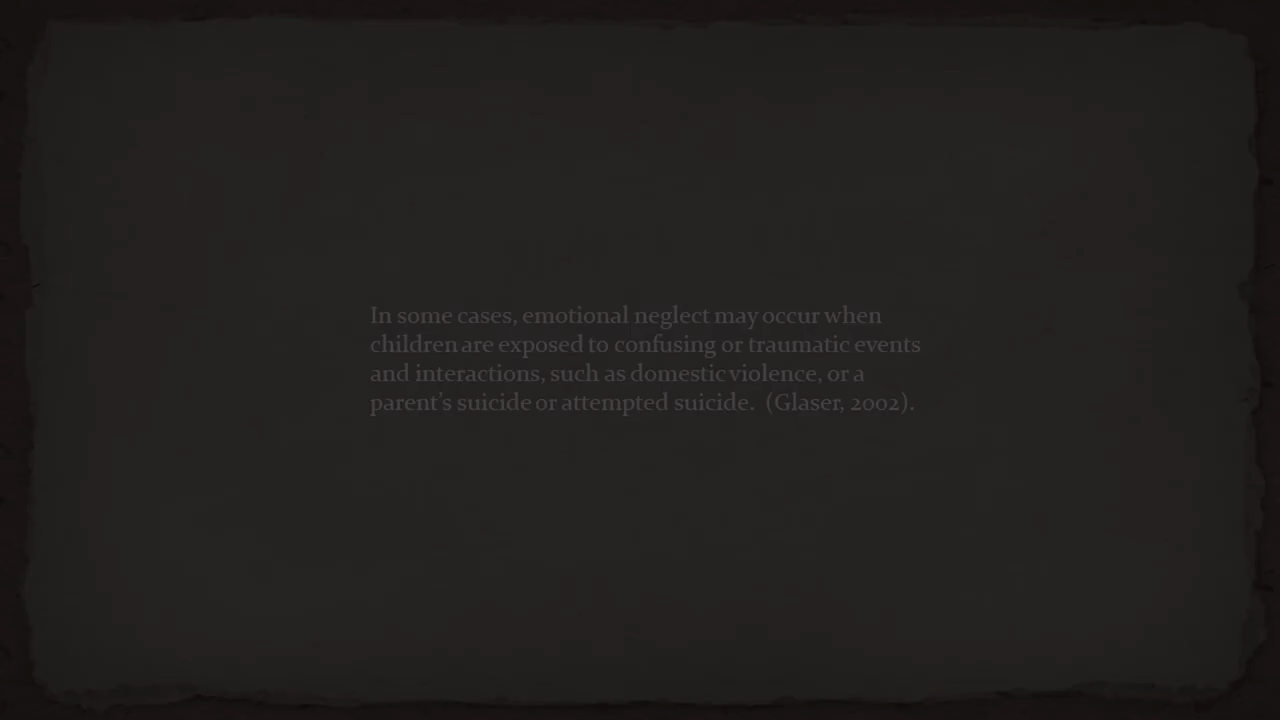 In some cases, emotional neglect may occur when
children are exposed to confusing or traumatic events
and interactions, such as domestic violence, or a
parent’s suicide or attempted suicide.  (Glaser, 2002).